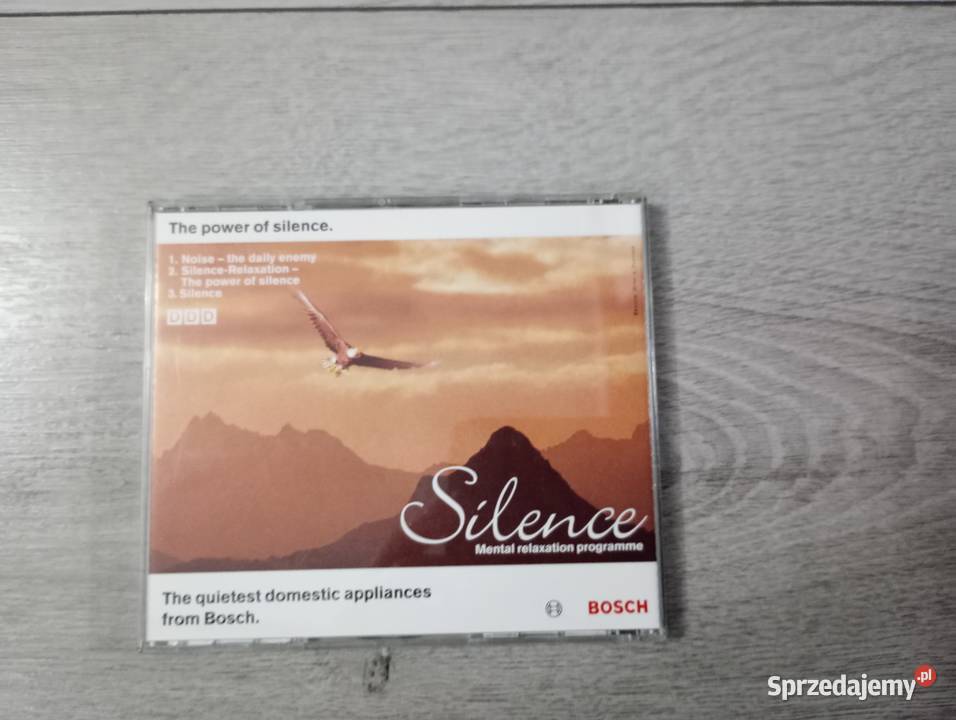 The power of silence.
1. Noise – the daily enemy
2. Silence-Relaxation –
The power of silence
3. Silence
DDD
Silence
Mental relaxation programme
The quietest domestic appliances
from Bosch.
BOSCH
Sprzedajemy.pl